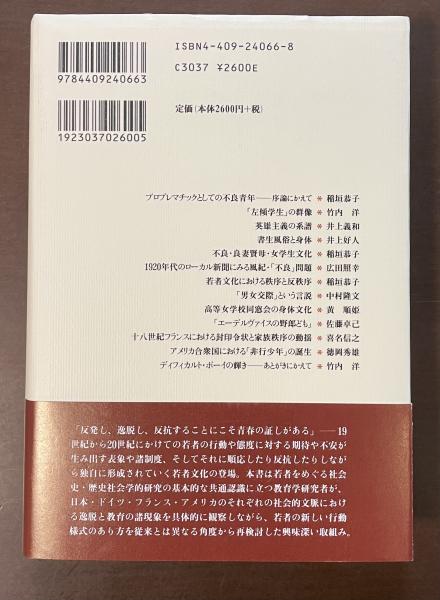 ISBN4-409-24066-8
C3037 ¥2600E
定価(本体2600円+税)
9784409240663
1923037026005
プロブレマチックとしての不良青年――序論にかえて * 稲垣恭子
「左傾学生」の群像 * 竹内 洋
英雄主義の系譜 * 井上義和
書生風俗と身体 * 井上好人
不良・良妻賢母・女学生文化 * 稲垣恭子
1920年代のローカル新聞にみる風紀・「不良」問題 * 広田照幸
若者文化における秩序と反秩序 * 稲垣恭子
「男女交際」という言説 * 中村隆文
高等女学校同窓会の身体文化 * 黄 順姫
「エーデルヴァイスの野郎ども」 * 佐藤卓己
十八世紀フランスにおける封印令状と家族秩序の動揺 * 喜名信之
アメリカ合衆国における「非行少年」の誕生 * 徳岡秀雄
ディフィカルト・ボーイの輝き――あとがきにかえて * 竹内 洋
「反発し、逸脱し、反抗することにこそ青春の証しがある」――19
世紀から20世紀にかけての若者の行動や態度に対する期待や不安が
生み出す表象や諸制度、そしてそれに順応したり反抗したりしなが
ら独自に形成されていく若者文化の登場。本書は若者をめぐる社会
史・歴史社会学的研究の基本的な共通認識に立つ教育学研究者が、
日本・ドイツ・フランス・アメリカのそれぞれの社会的文脈におけ
る逸脱と教育の諸現象を具体的に観察しながら、若者の新しい行動
様式のあり方を従来とは異なる角度から再検討した興味深い取組み。